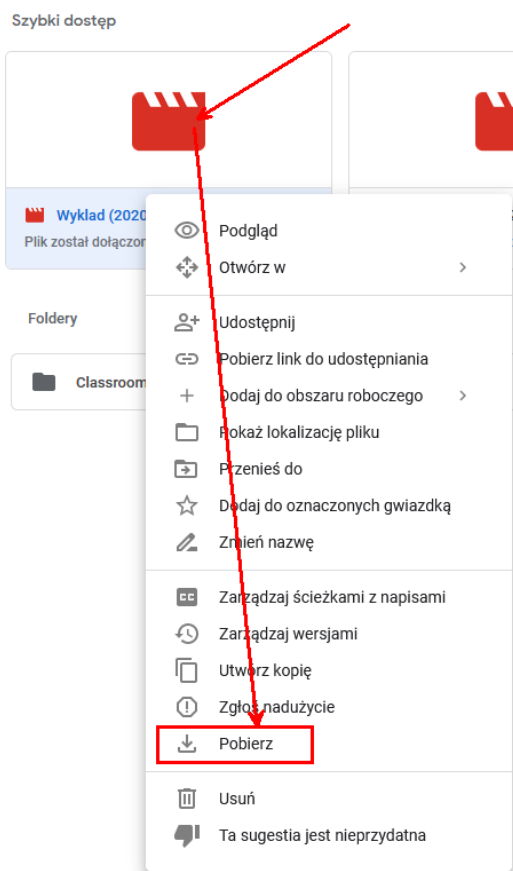 Szybki dostęp
Wyklad (2020
Plik został dołączor
Foldery
Classroom
Podgląd
Otwórz w
Udostępnij
Pobierz link do udostępniania
Dodaj do obszaru roboczego
Pokaż lokalizację pliku
Przenieś do
Dodaj do oznaczonych gwiazdką
Zmień nazwę
CC
Zarządzaj ścieżkami z napisami
Zarządzaj wersjami
Utwórz kopię
Zgłoś nadużycie
Pobierz
Usuń
Ta sugestia jest nieprzydatna